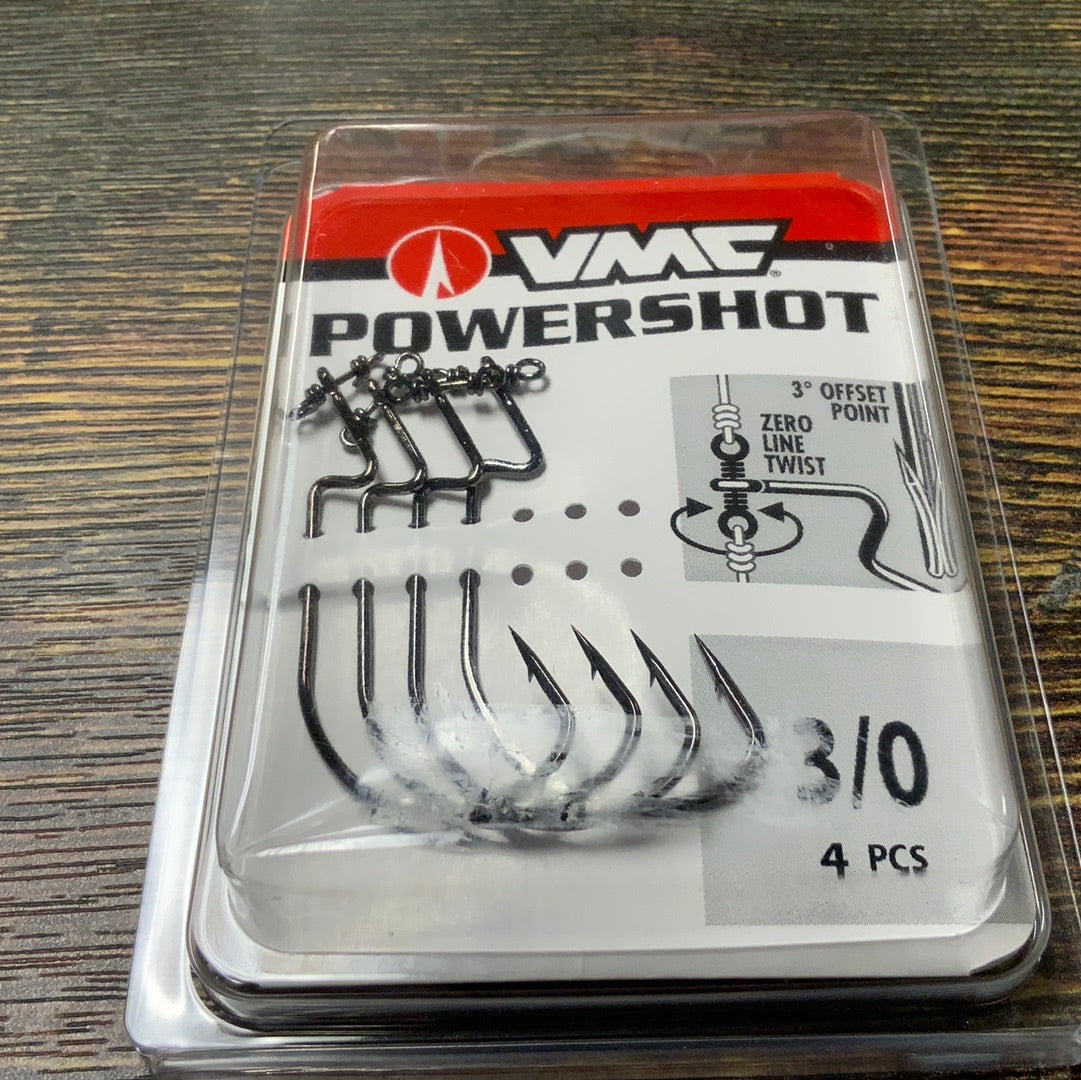 VMC®
POWERSHOT
3° OFFSET
POINT
ZERO
LINE
TWIST
3/0
4 PCS